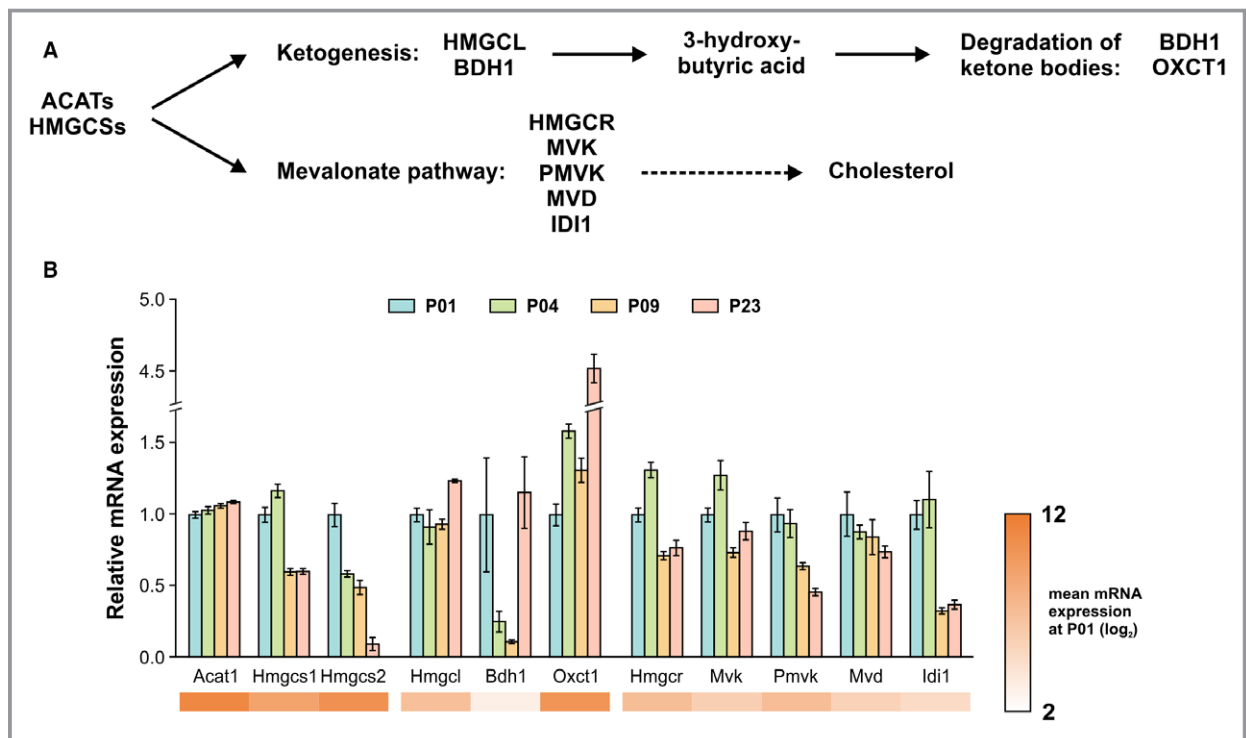 A
ACATs
HMGCSs
Ketogenesis:
HMGCL
BDH1
3-hydroxy-
butyric acid
Degradation of
ketone bodies:
BDH1
OXCT1
Mevalonate pathway:
HMGCR
MVK
PMVK
MVD
IDI1
Cholesterol
B
P01 P04 P09 P23
Relative mRNA expression
5.0
4.5
1.5
1.0
0.5
0.0
Acat1 Hmgcs1 Hmgcs2 Hmgcl Bdh1 Oxct1 Hmgcr Mvk Pmvk Mvd Idi1
12
mean mRNA
expression
at P01 (log₂)
2